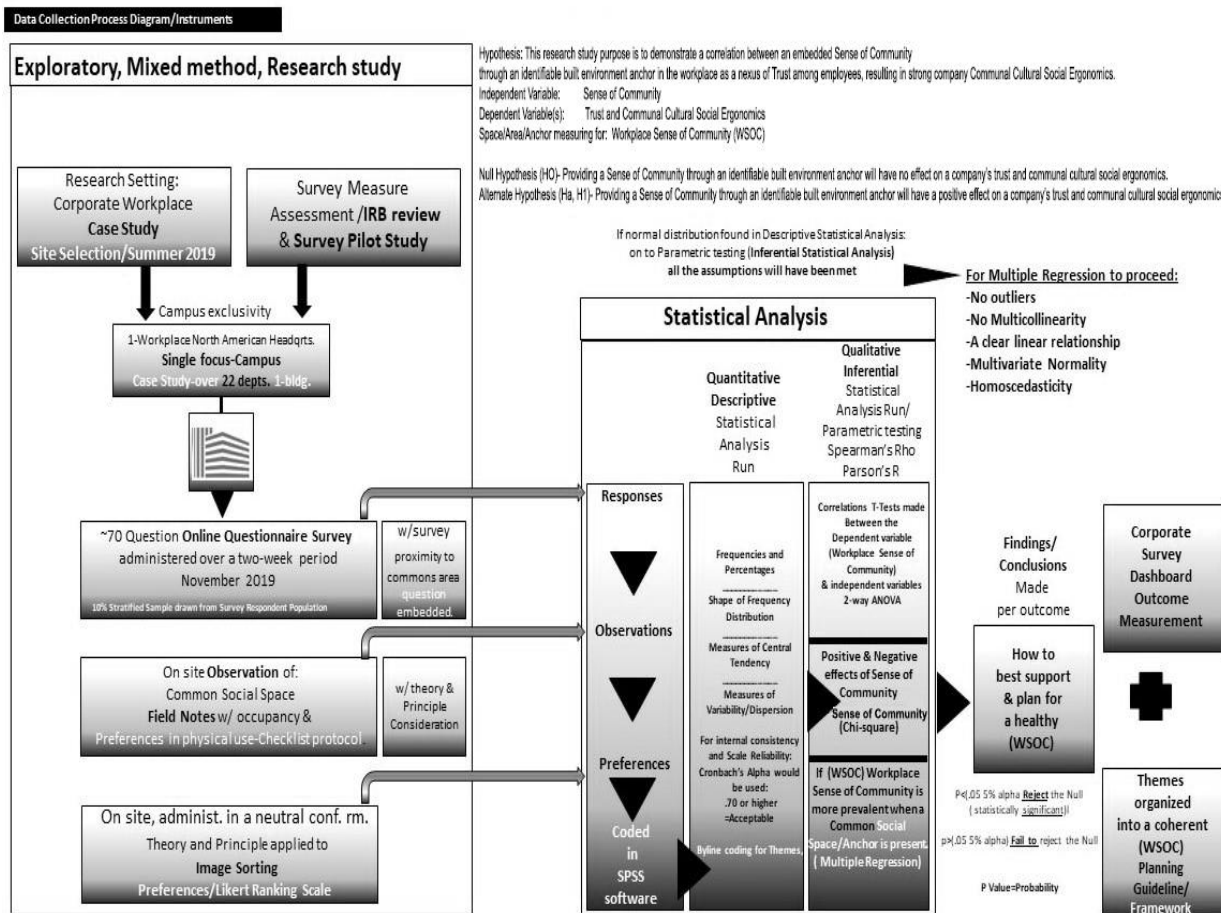 Data Collection Process Diagram/Instruments
Exploratory, Mixed method, Research study
Hypothesis: This research study purpose is to demonstrate a correlation between an embedded Sense of Community
through an identifiable built environment anchor in the workplace as a nexus of Trust among employees, resulting in strong company Communal Cultural Social Ergonomics.
Independent Variable: Sense of Community
Dependent Variable(s): Trust and Communal Cultural Social Ergonomics
Space/Area/Anchor measuring for: Workplace Sense of Community (WSOC)
Null Hypothesis (HO)- Providing a Sense of Community through an identifiable built environment anchor will have no effect on a company's trust and communal cultural social ergonomics.
Alternate Hypothesis (Ha, H1)- Providing a Sense of Community through an identifiable built environment anchor will have a positive effect on a company's trust and communal cultural social ergonomics
Research Setting:
Corporate Workplace
Case Study
Site Selection/Summer 2019
Survey Measure
Assessment /IRB review
& Survey Pilot Study
Campus exclusivity
1-Workplace North American Headqrts.
Single focus-Campus
Case Study-over 22 depts. 1-bldg.
~70 Question Online Questionnaire Survey
administered over a two-week period
November 2019
10% Stratified Sample drawn from Survey Respondent Population
w/survey
proximity to
commons area
question
embedded.
On site Observation of:
Common Social Space
Field Notes w/ occupancy &
Preferences in physical use-Checklist protocol.
w/ theory &
Principle
Consideration
On site, administ. in a neutral conf. rm.
Theory and Principle applied to
Image Sorting
Preferences/Likert Ranking Scale
If normal distribution found in Descriptive Statistical Analysis:
on to Parametric testing (Inferential Statistical Analysis)
all the assumptions will have been met
For Multiple Regression to proceed:
-No outliers
-No Multicollinearity
-A clear linear relationship
-Multivariate Normality
-Homoscedasticity
Statistical Analysis
Quantitative
Descriptive
Statistical
Analysis
Run
Qualitative
Inferential
Statistical
Analysis Run/
Parametric testing
Spearman's Rho
Parson's R
Responses
Observations
Preferences
Coded
in
SPSS
software
Frequencies and
Percentages
Shape of Frequency
Distribution
Measures of Central
Tendency
Measures of
Variability/Dispersion
For internal consistency
and Scale Reliability:
Cronbach's Alpha would
be used:
.70 or higher
=Acceptable
Byline coding for Themes,
Correlations T-Tests made
Between the
Dependent variable
(Workplace Sense of
Community)
& independent variables
2-way ANOVA
Positive & Negative
effects of Sense of
Community
Sense of Community
(Chi-square)
If (WSOC) Workplace
Sense of Community is
more prevalent when a
Common Social
Space/Anchor is present.
( Multiple Regression)
Findings/
Conclusions
Made
per outcome
How to
best support
& plan for
a healthy
(WSOC)
P<(.05 5% alpha Reject the Null
( statistically significant)l
p>(.05 5% alpha) Fail to reject the Null
P Value=Probability
Corporate
Survey
Dashboard
Outcome
Measurement
Themes
organized
into a coherent
(WSOC)
Planning
Guideline/
Framework